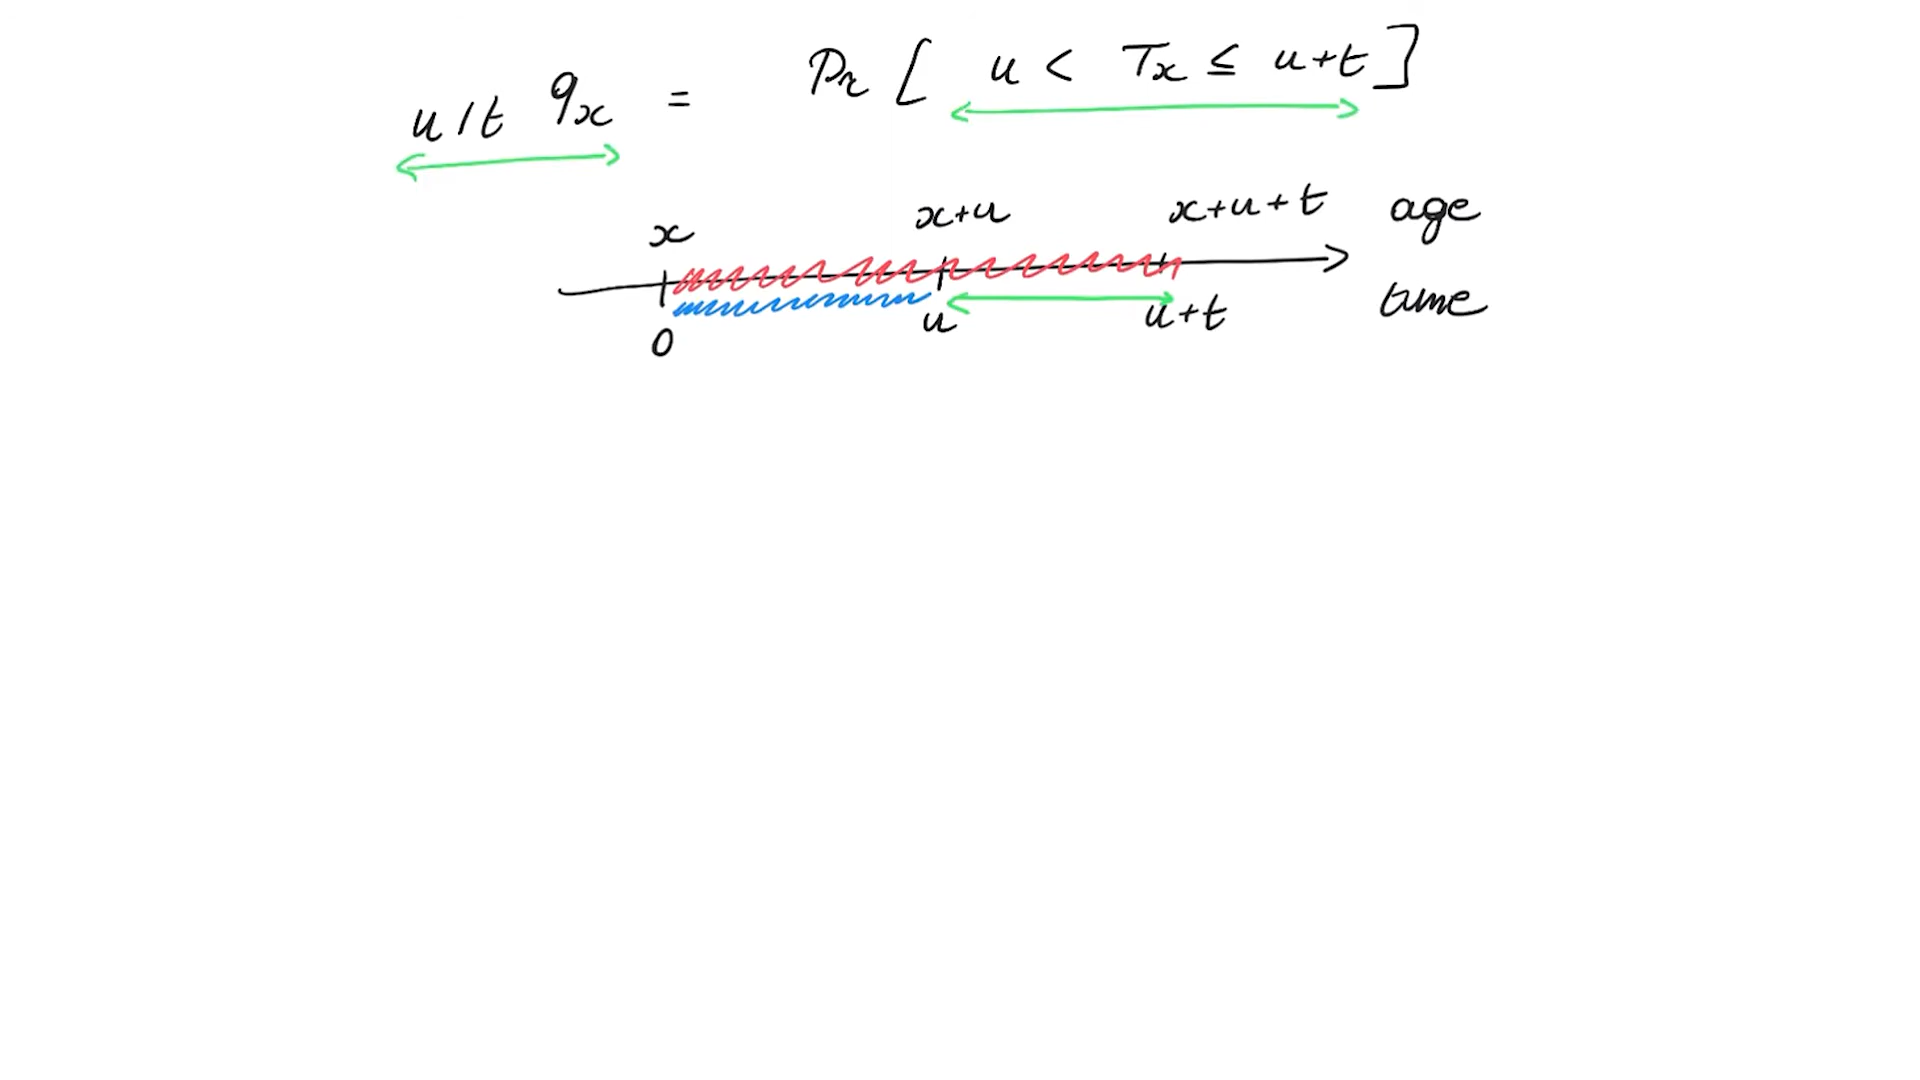 u|t qx = Pr [ u < Tx ≤ u+t ]
x x+u x+u+t age
0 u u+t time